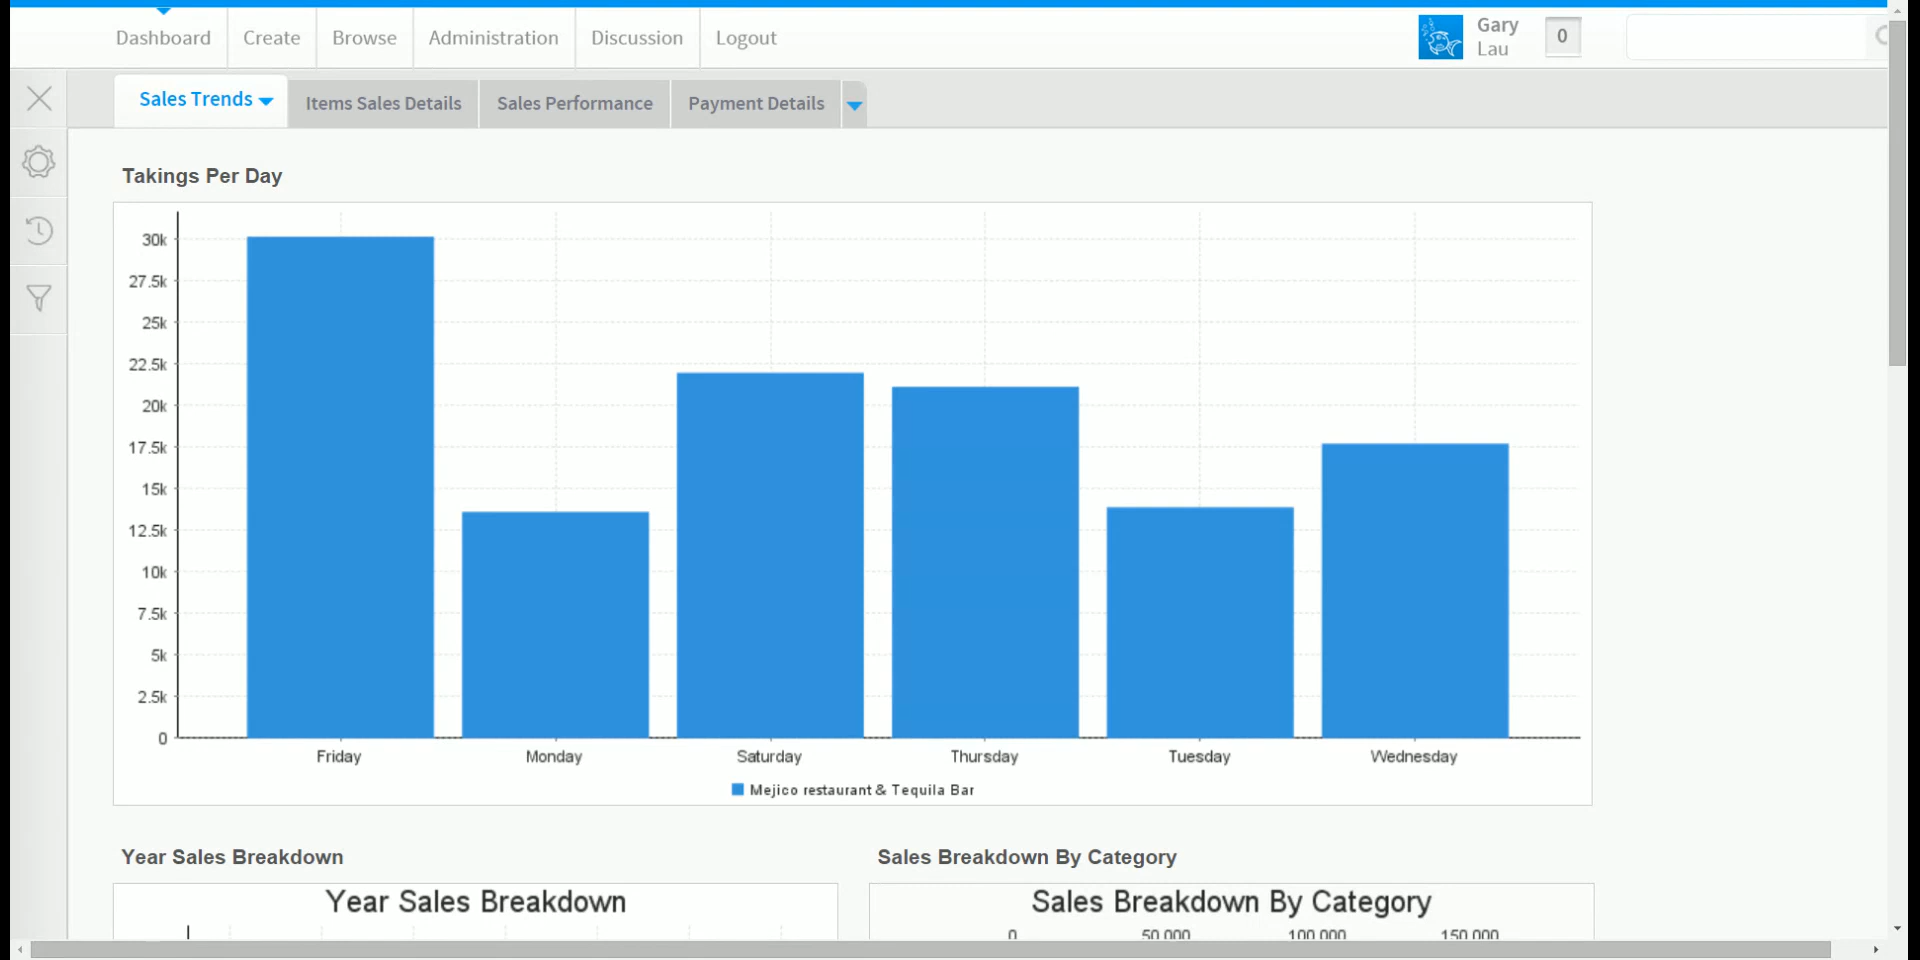 Dashboard Create Browse Administration Discussion Logout
Gary
Lau
0
Sales Trends Items Sales Details Sales Performance Payment Details
Takings Per Day
30k
27.5k
25k
22.5k
20k
17.5k
15k
12.5k
10k
7.5k
5k
2.5k
0
Friday Monday Saturday Thursday Tuesday Wednesday
Mejico restaurant & Tequila Bar
Year Sales Breakdown
Sales Breakdown By Category
Year Sales Breakdown
Sales Breakdown By Category
0 50,000 100,000 150,000